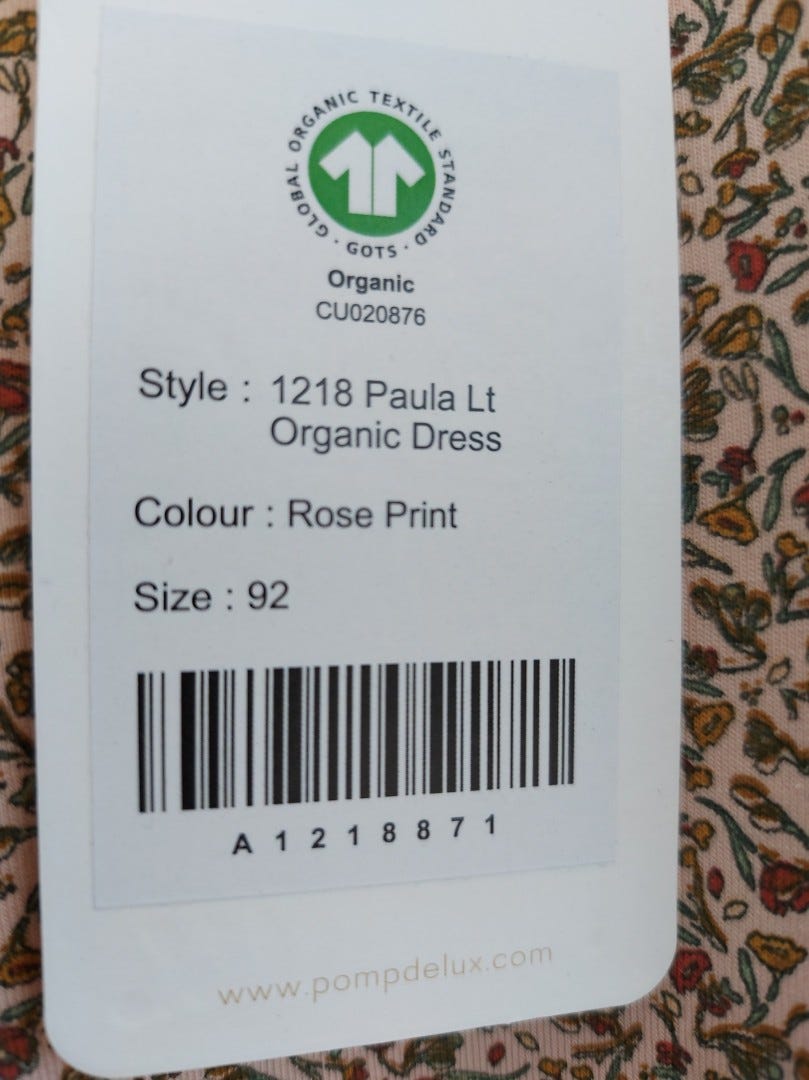 GLOBAL ORGANIC TEXTILE STANDARD · GOTS ·
Organic
CU020876
Style : 1218 Paula Lt
Organic Dress
Colour : Rose Print
Size : 92
A 1 2 1 8 8 7 1
www.pompdelux.com